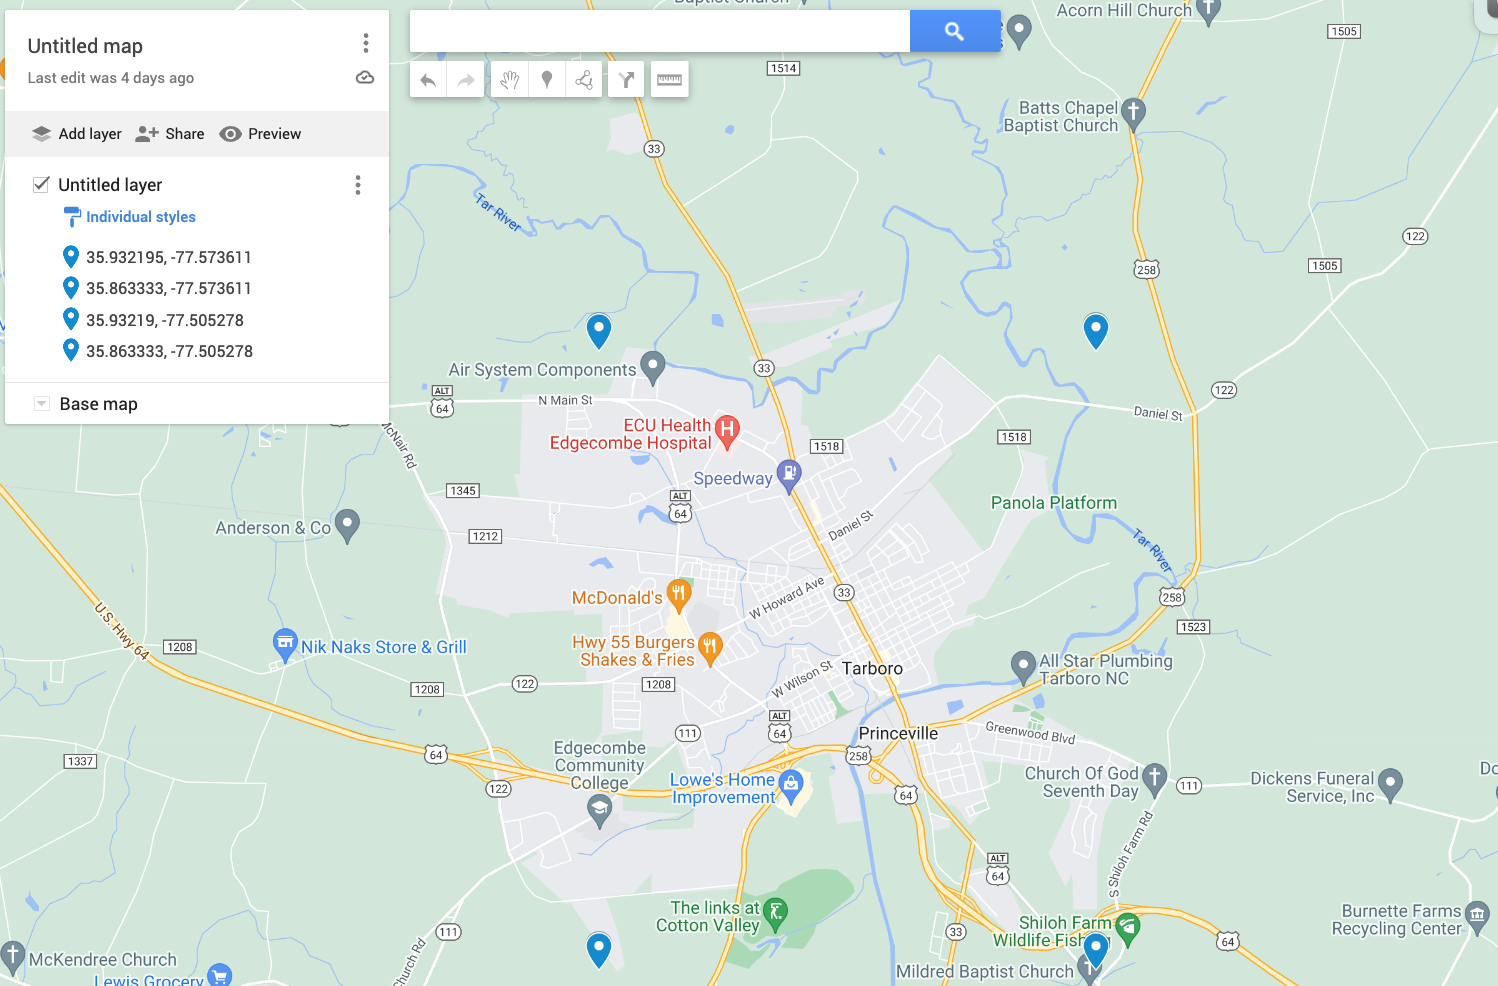 Baptist Church
Acorn Hill Church
1505
Untitled map
Last edit was 4 days ago
1514
Batts Chapel
Baptist Church
33
Add layer
Share
Preview
Untitled layer
Individual styles
Tar River
122
1505
258
35.932195, -77.573611
35.863333, -77.573611
35.93219, -77.505278
35.863333, -77.505278
Base map
Air System Components
33
ALT
64
N Main St
122
Daniel St
ECU Health
Edgecombe Hospital
H
1518
1518
McNair Rd
Speedway
1345
ALT
64
Panola Platform
Anderson & Co
1212
Daniel St
Tar River
McDonald's
W Howard Ave
33
258
U.S. Hwy 64
1523
1208
Nik Naks Store & Grill
Hwy 55 Burgers
Shakes & Fries
All Star Plumbing
Tarboro NC
Tarboro
W Wilson St
1208
122
1208
111
ALT
64
Princeville
Greenwood Blvd
64
258
1337
Edgecombe
Community
College
122
Lowe's Home
Improvement
64
Church Of God
Seventh Day
111
Dickens Funeral
Service, Inc
S Shiloh Farm Rd
ALT
64
The links at
Cotton Valley
Shiloh Farm
Wildlife Fish
Burnette Farms
Recycling Center
111
33
64
McKendree Church
Church Rd
Mildred Baptist Church
Lewis Grocery